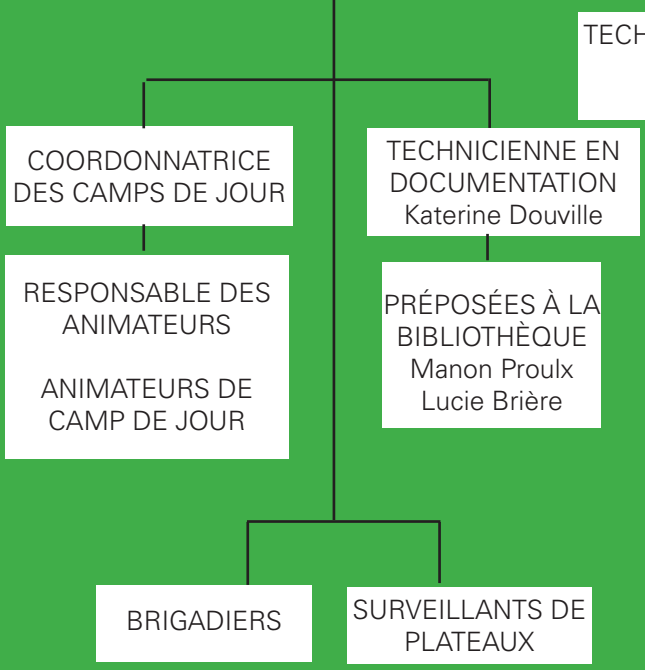 TECH
COORDONNATRICE
DES CAMPS DE JOUR
TECHNICIENNE EN
DOCUMENTATION
Katerine Douville
RESPONSABLE DES
ANIMATEURS
ANIMATEURS DE
CAMP DE JOUR
PRÉPOSÉES À LA
BIBLIOTHÈQUE
Manon Proulx
Lucie Brière
BRIGADIERS
SURVEILLANTS DE
PLATEAUX